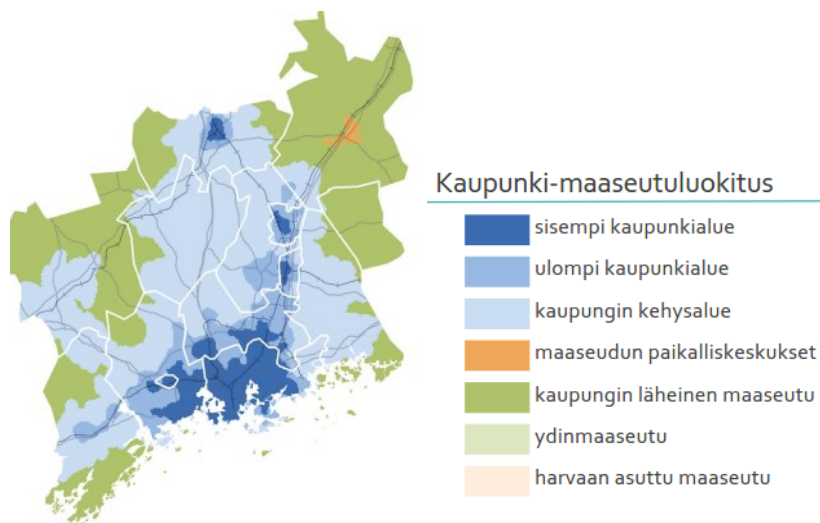 Kaupunki-maaseutuluokitus
sisempi kaupunkialue
ulompi kaupunkialue
kaupungin kehysalue
maaseudun paikalliskeskukset
kaupungin läheinen maaseutu
ydinmaaseutu
harvaan asuttu maaseutu